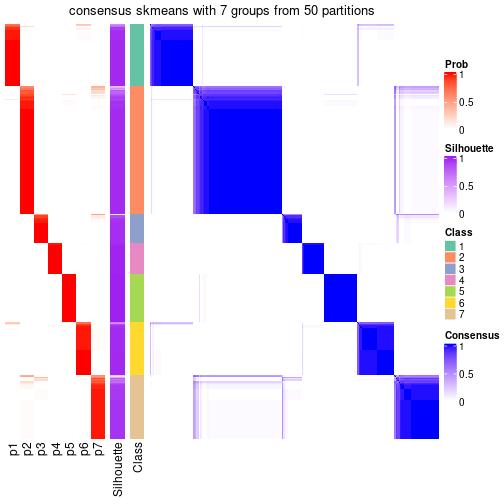 consensus skmeans with 7 groups from 50 partitions
Prob
1
0.5
0
Silhouette
1
0.5
0
Class
1
2
3
4
5
6
7
Consensus
1
0.5
0
p1
p2
p3
p4
p5
p6
p7
Silhouette
Class